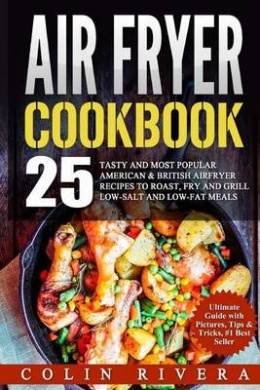 AIR FRYER
COOKBOOK
25
TASTY AND MOST POPULAR
AMERICAN & BRITISH AIRFRYER
RECIPES TO ROAST, FRY AND GRILL
LOW-SALT AND LOW-FAT MEALS
Ultimate
Guide with
Pictures, Tips &
Tricks, #1 Best
Seller
COLIN RIVERA